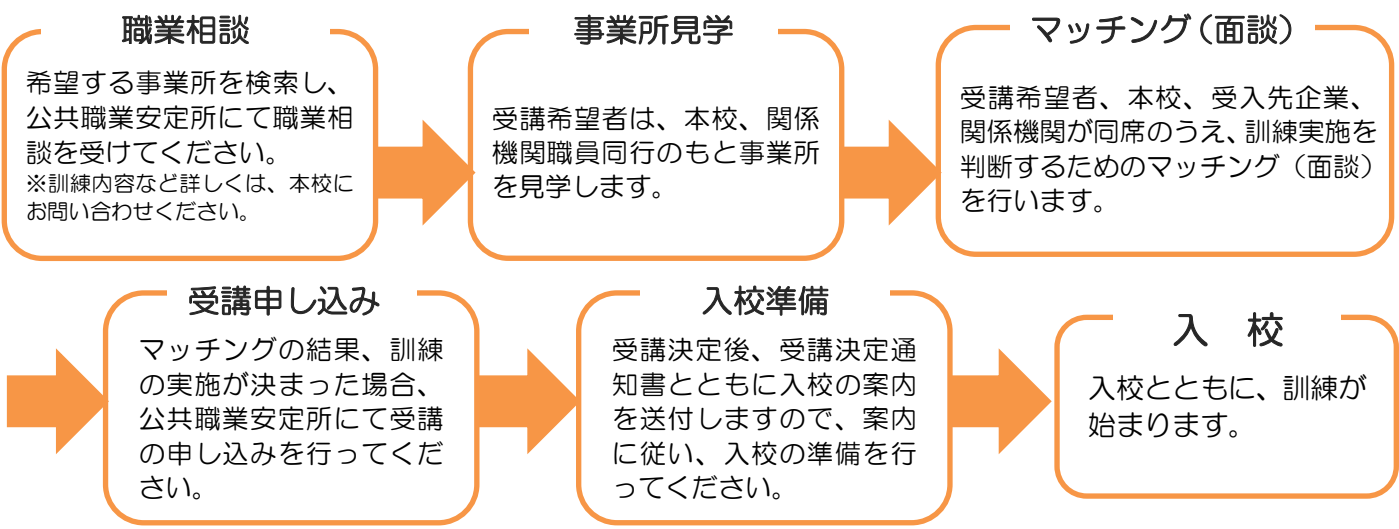 職業相談
希望する事業所を検索し、
公共職業安定所にて職業相
談を受けてください。
※訓練内容など詳しくは、本校に
お問い合わせください。
事業所見学
受講希望者は、本校、関係
機関職員同行のもと事業所
を見学します。
マッチング（面談）
受講希望者、本校、受入先企業、
関係機関が同席のうえ、訓練実施を
判断するためのマッチング（面談）
を行います。
受講申し込み
マッチングの結果、訓練
の実施が決まった場合、
公共職業安定所にて受講
の申し込みを行ってくだ
さい。
入校準備
受講決定後、受講決定通
知書とともに入校の案内
を送付しますので、案内
に従い、入校の準備を行
ってください。
入　校
入校とともに、訓練が
始まります。